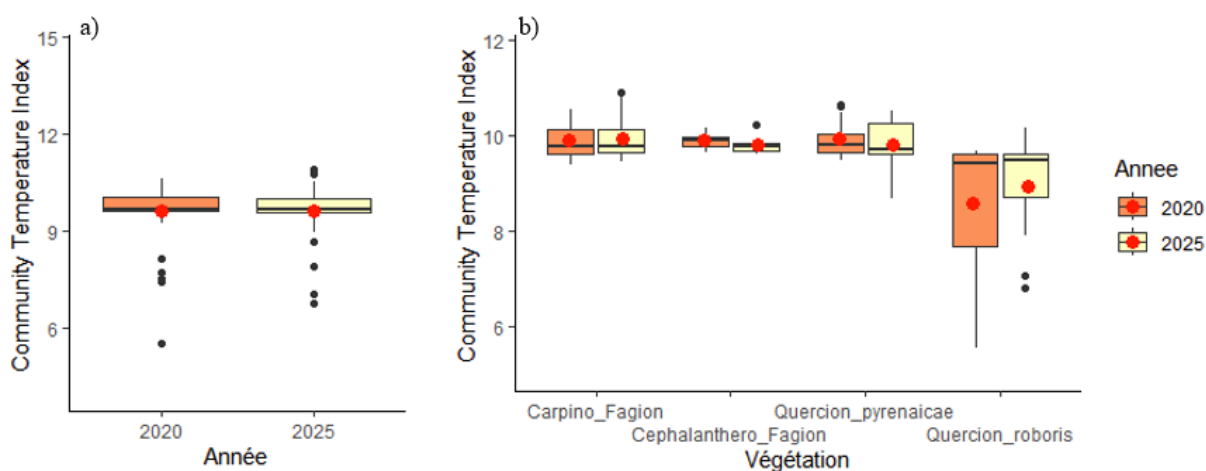 a)
Community Temperature Index
15
12
9
6
2020
2025
Année
b)
Community Temperature Index
12
10
8
6
Carpino_Fagion
Cephalanthero_Fagion
Quercion_pyrenaicae
Quercion_roboris
Végétation
Annee
2020
2025